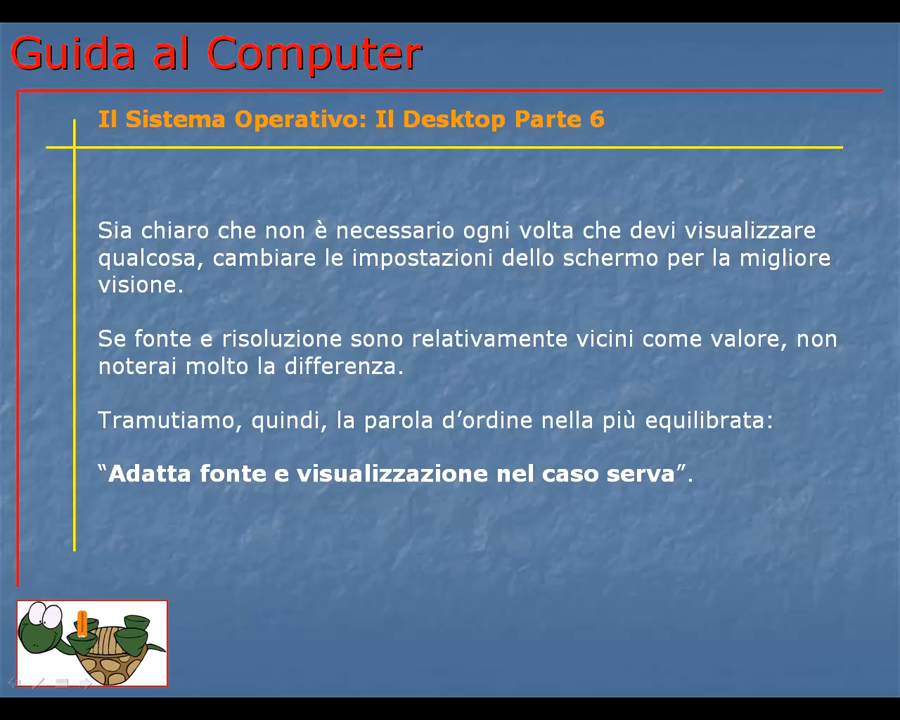 Guida al Computer
Il Sistema Operativo: Il Desktop Parte 6
Sia chiaro che non è necessario ogni volta che devi visualizzare
qualcosa, cambiare le impostazioni dello schermo per la migliore
visione.
Se fonte e risoluzione sono relativamente vicini come valore, non
noterai molto la differenza.
Tramutiamo, quindi, la parola d’ordine nella più equilibrata:
“Adatta fonte e visualizzazione nel caso serva”.